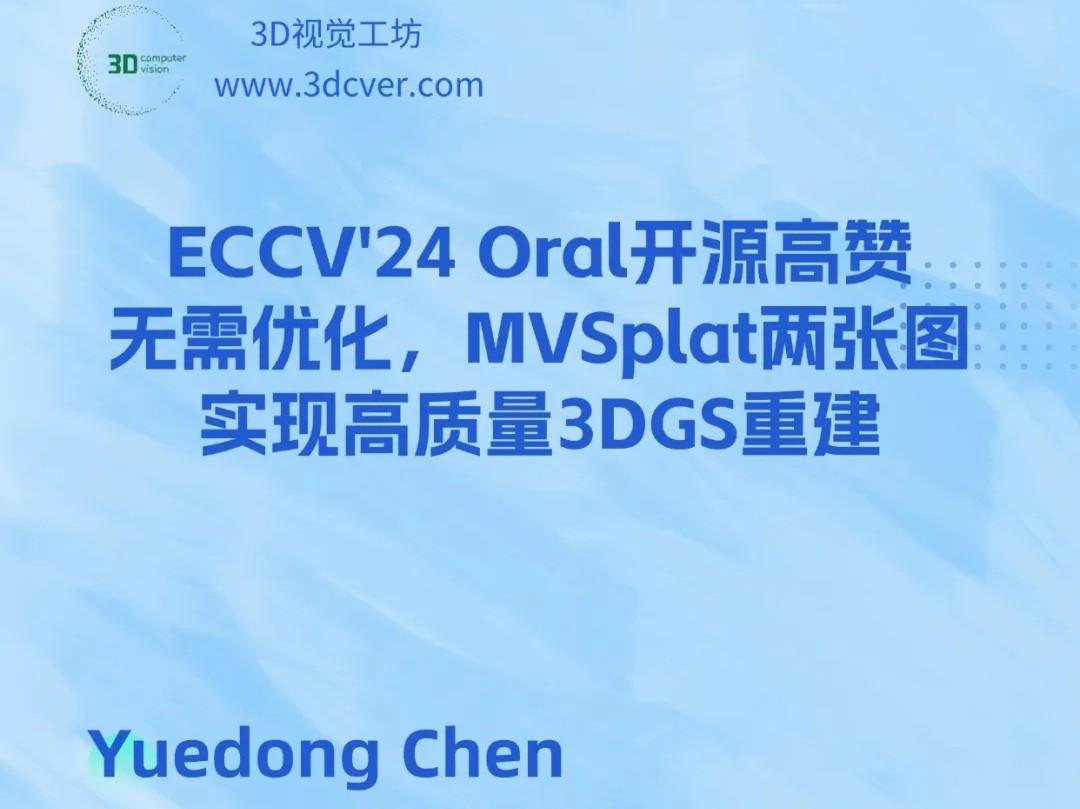 3D视觉工坊
3D computer vision
www.3dcver.com
ECCV'24 Oral开源高赞
无需优化，MVSplat两张图
实现高质量3DGS重建
Yuedong Chen